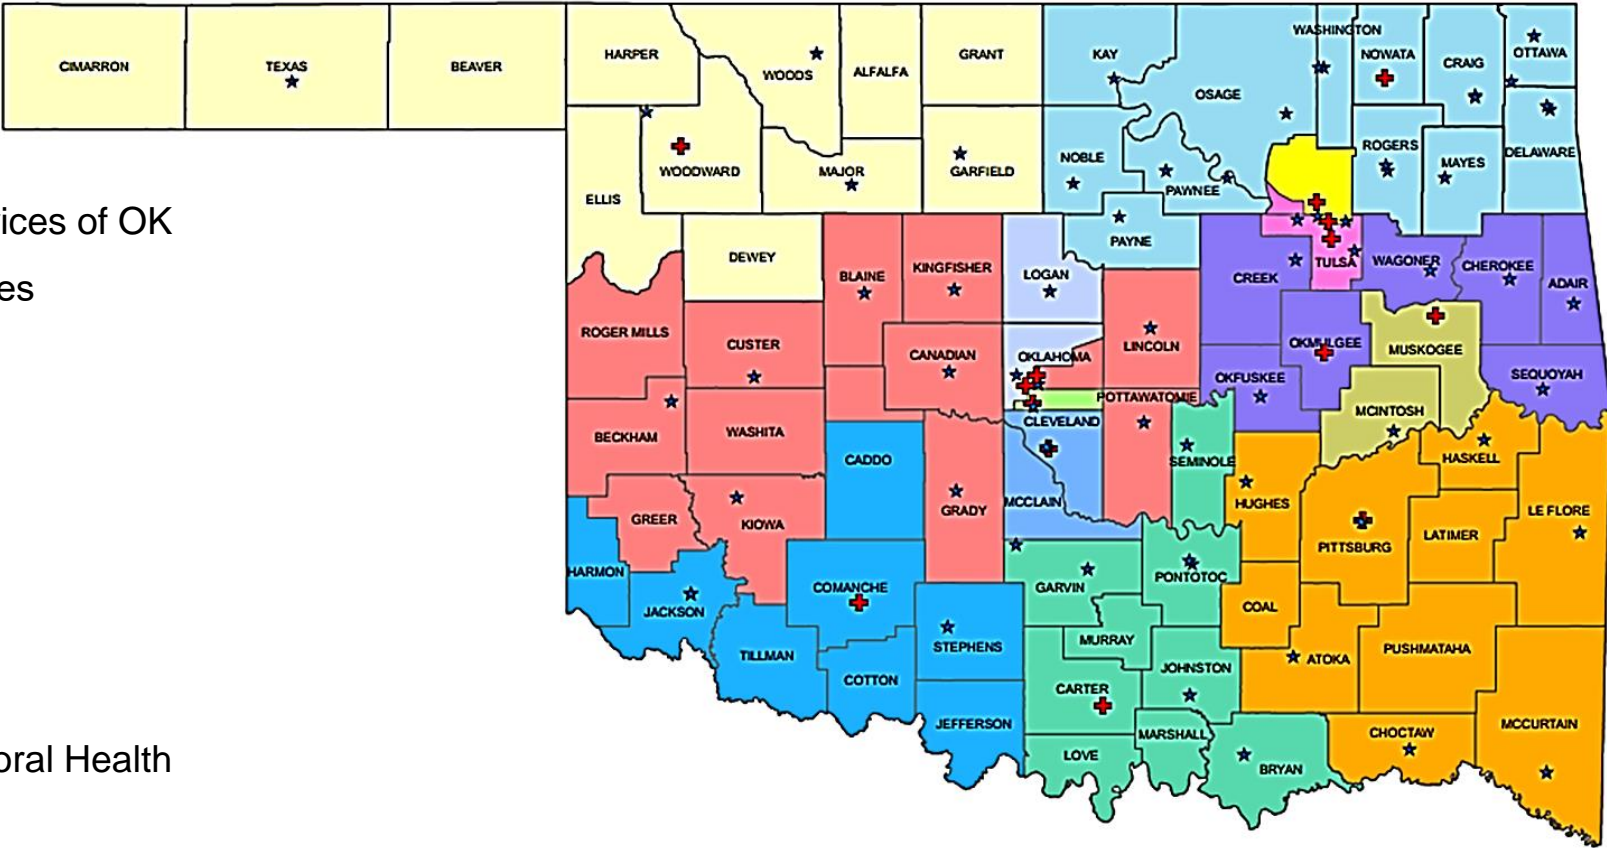 WASHINGTON
CIMARRON
TEXAS
BEAVER
HARPER
WOODS
ALFALFA
GRANT
KAY
OSAGE
NOWATA
CRAIG
OTTAWA
WOODWARD
MAJOR
GARFIELD
NOBLE
PAWNEE
ROGERS
MAYES
DELAWARE
ELLIS
vices of OK
DEWEY
BLAINE
KINGFISHER
LOGAN
PAYNE
CREEK
TULSA
WAGONER
CHEROKEE
ADAIR
es
ROGER MILLS
CUSTER
CANADIAN
OKLAHOMA
LINCOLN
OKMULGEE
MUSKOGEE
OKFUSKEE
SEQUOYAH
BECKHAM
WASHITA
CADDO
CLEVELAND
POTTAWATOMIE
MCINTOSH
SEMINOLE
HASKELL
GREER
KIOWA
GRADY
MCCLAIN
HUGHES
PITTSBURG
LATIMER
LE FLORE
HARMON
JACKSON
COMANCHE
GARVIN
PONTOTOC
COAL
TILLMAN
COTTON
STEPHENS
MURRAY
JOHNSTON
ATOKA
PUSHMATAHA
JEFFERSON
CARTER
LOVE
MARSHALL
BRYAN
CHOCTAW
MCCURTAIN
oral Health